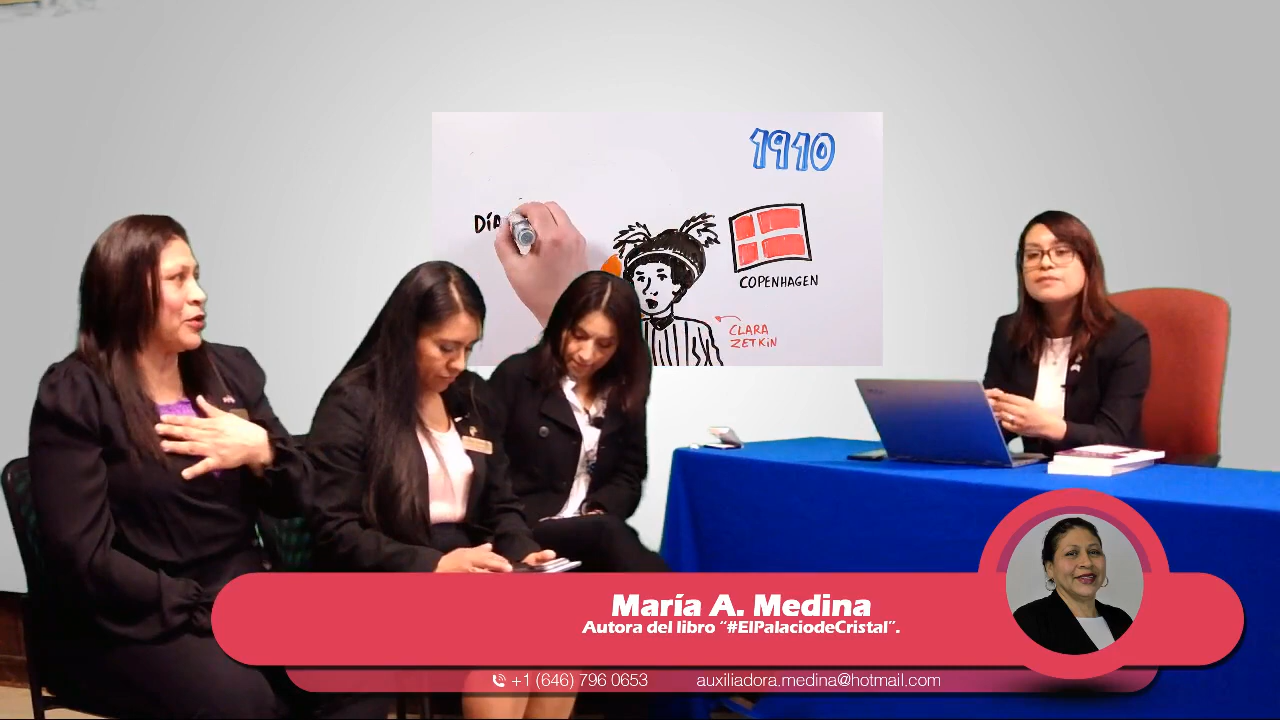 1910
DÍA
COPENHAGEN
CLARA
ZETKIN
María A. Medina
Autora del libro “#ElPalaciodeCristal”.
+1 (646) 796 0653 auxiliadora.medina@hotmail.com